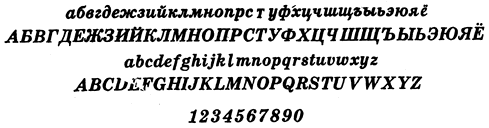 абвгдежзийклмнопрстуфхцчшщъыьэюяё
АБВГДЕЖЗИЙКЛМНОПРСТУФХЦЧШЩЪЫЬЭЮЯЁ
abcdefghijklmnopqrstuvwxyz
ABCDEFGHIJKLMNOPQRSTUVWXYZ
1234567890